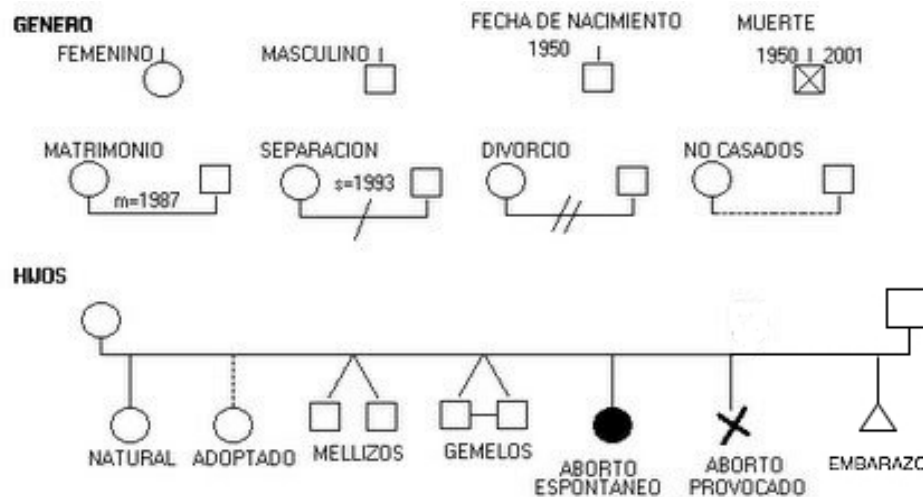 GENERO
FEMENINO
MASCULINO
FECHA DE NACIMIENTO
1950
MUERTE
1950 2001
MATRIMONIO
m=1987
SEPARACION
s=1993
DIVORCIO
NO CASADOS
HIJOS
NATURAL
ADOPTADO
MELLIZOS
GEMELOS
ABORTO
ESPONTANEO
ABORTO
PROVOCADO
EMBARAZO